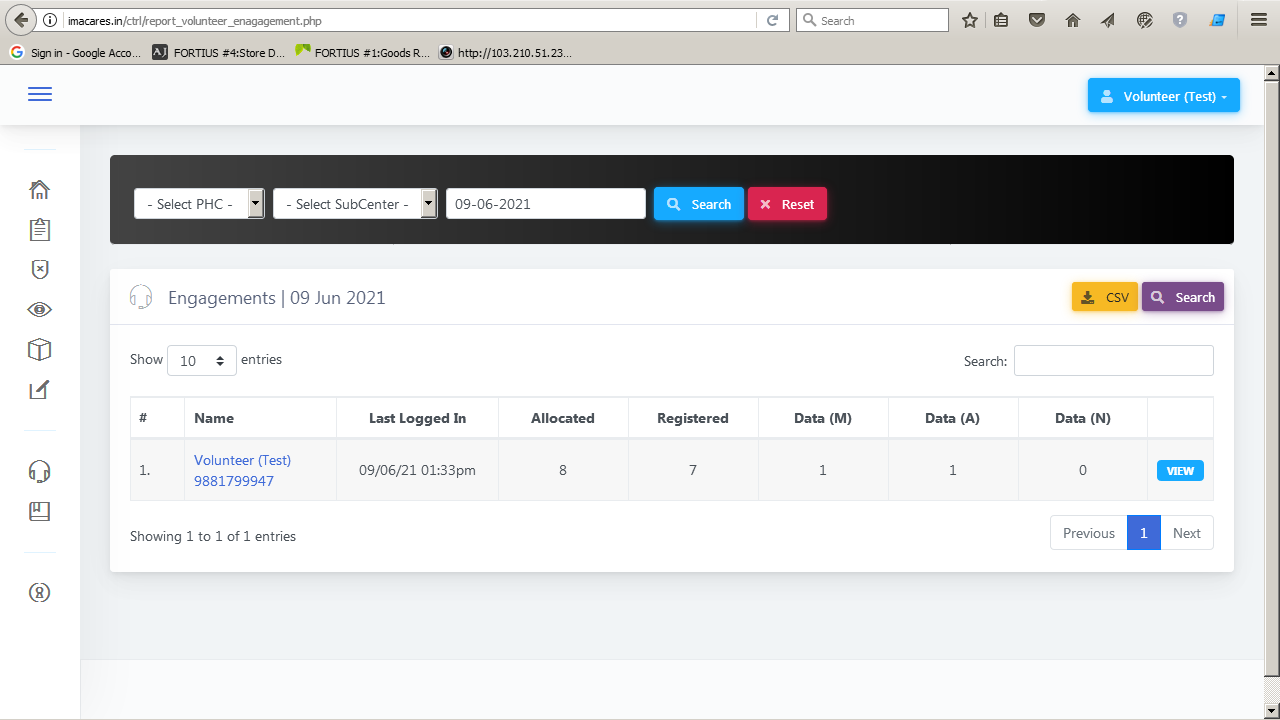 imacares.in/ctrl/report_volunteer_enagagement.php
Search
Sign in - Google Acco...
FORTIUS #4:Store D...
FORTIUS #1:Goods R...
http://103.210.51.23...
Volunteer (Test)
- Select PHC -
- Select SubCenter -
09-06-2021
Search
Reset
Engagements | 09 Jun 2021
CSV
Search
Show 10 entries
Search:
# Name Last Logged In Allocated Registered Data (M) Data (A) Data (N)
1. Volunteer (Test) 09/06/21 01:33pm 8 7 1 1 0 VIEW
9881799947
Showing 1 to 1 of 1 entries
Previous 1 Next